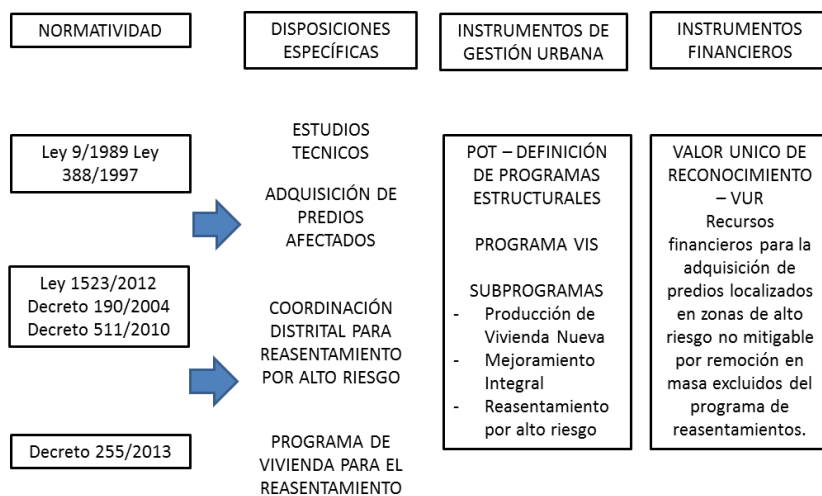 NORMATIVIDAD
DISPOSICIONES
ESPECÍFICAS
INSTRUMENTOS DE
GESTIÓN URBANA
INSTRUMENTOS
FINANCIEROS
Ley 9/1989 Ley
388/1997
Ley 1523/2012
Decreto 190/2004
Decreto 511/2010
Decreto 255/2013
ESTUDIOS
TECNICOS
ADQUISICIÓN DE
PREDIOS
AFECTADOS
COORDINACIÓN
DISTRITAL PARA
REASENTAMIENTO
POR ALTO RIESGO
PROGRAMA DE
VIVIENDA PARA EL
REASENTAMIENTO
POT – DEFINICIÓN
DE PROGRAMAS
ESTRUCTURALES
PROGRAMA VIS
SUBPROGRAMAS
- Producción de
Vivienda Nueva
- Mejoramiento
Integral
- Reasentamiento
por alto riesgo
VALOR UNICO DE
RECONOCIMIENTO
– VUR
Recursos
financieros para la
adquisición de
predios localizados
en zonas de alto
riesgo no mitigable
por remoción en
masa excluidos del
programa de
reasentamientos.